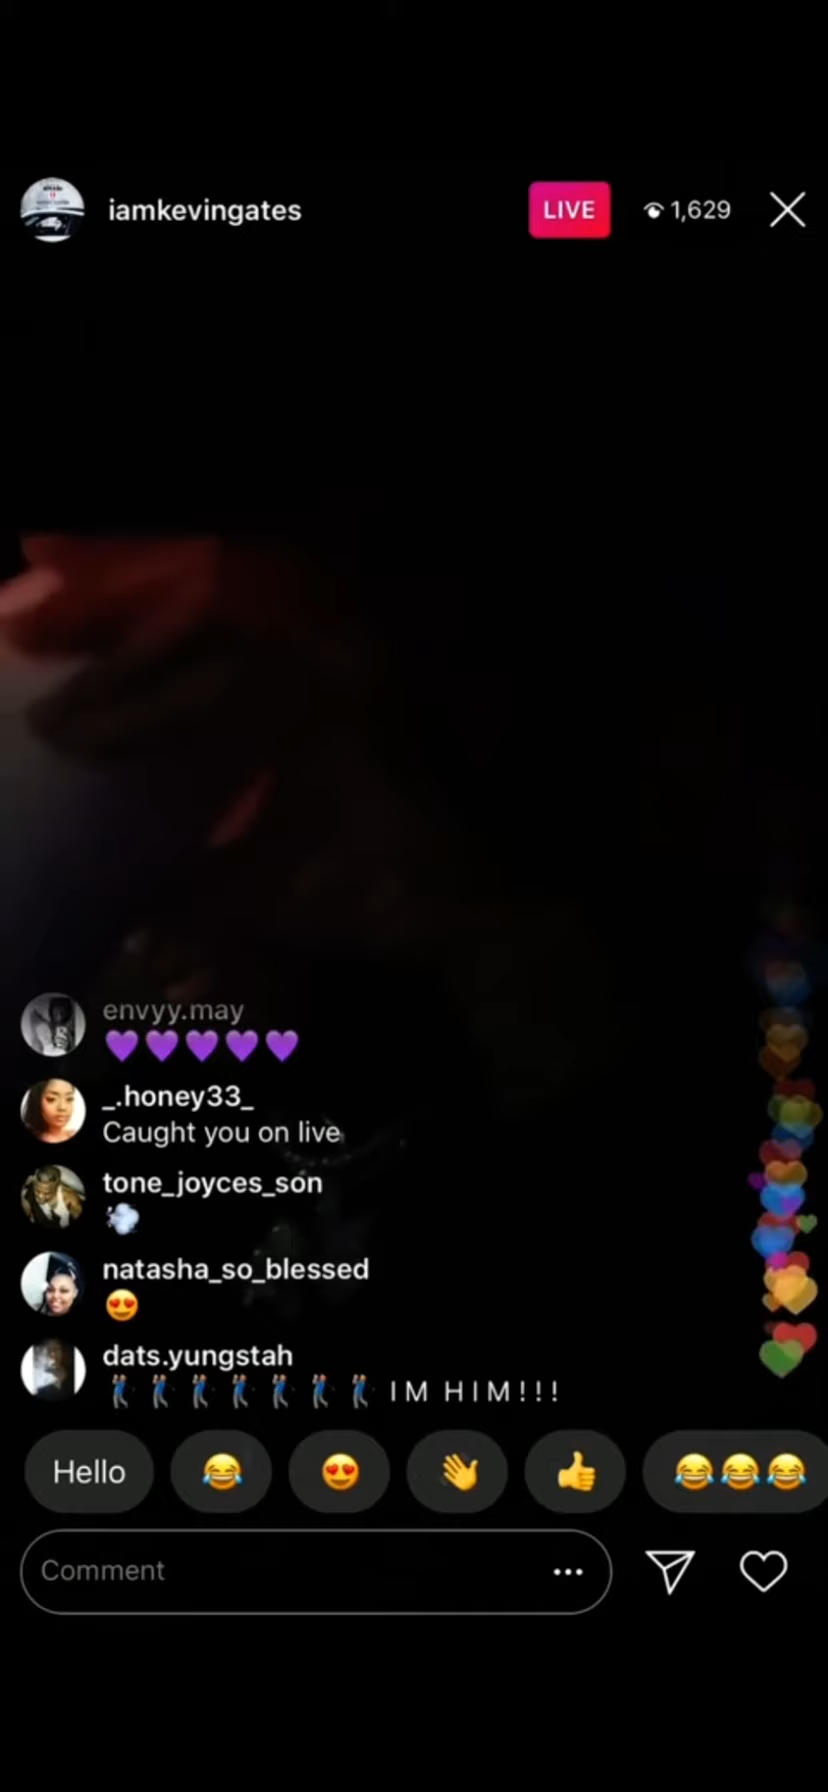 iamkevingates
LIVE
1,629
envyy.may
💜💜💜💜💜
_.honey33_
Caught you on live
tone_joyces_son
💨
natasha_so_blessed
😍
dats.yungstah
🏌🏽‍♂️🏌🏽‍♂️🏌🏽‍♂️🏌🏽‍♂️🏌🏽‍♂️🏌🏽‍♂️🏌🏽‍♂️ I M H I M ! ! !
Hello 😂 😍 👋 👍 😂😂😂
Comment